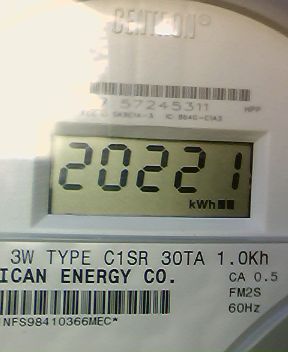 CENTRON®
57245311
HPP
20221
kWh
3W TYPE C1SR 30TA 1.0Kh
ICAN ENERGY CO.
CA 0.5
FM2S
60Hz
NFS98410366MEC*